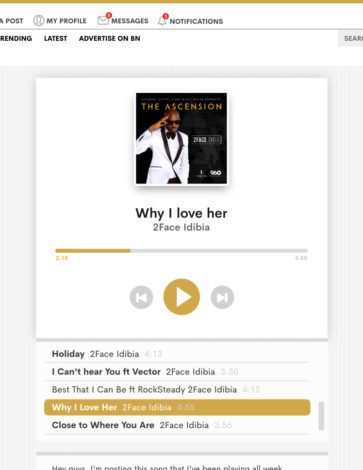 A POST MY PROFILE MESSAGES NOTIFICATIONS
RENDING LATEST ADVERTISE ON BN SEARC
THE ASCENSION
2FACE IDIBIA
960
Why I love her
2Face Idibia
2:13 4:55
Holiday 2Face Idibia 4:13
I Can't hear You ft Vector 2Face Idibia 3:30
Best That I Can Be ft RockSteady 2Face Idibia 4:12
Why I Love Her 2Face Idibia 4:55
Close to Where You Are 2Face Idibia 3:56
Hey guys, I'm posting this song that I've been playing all week